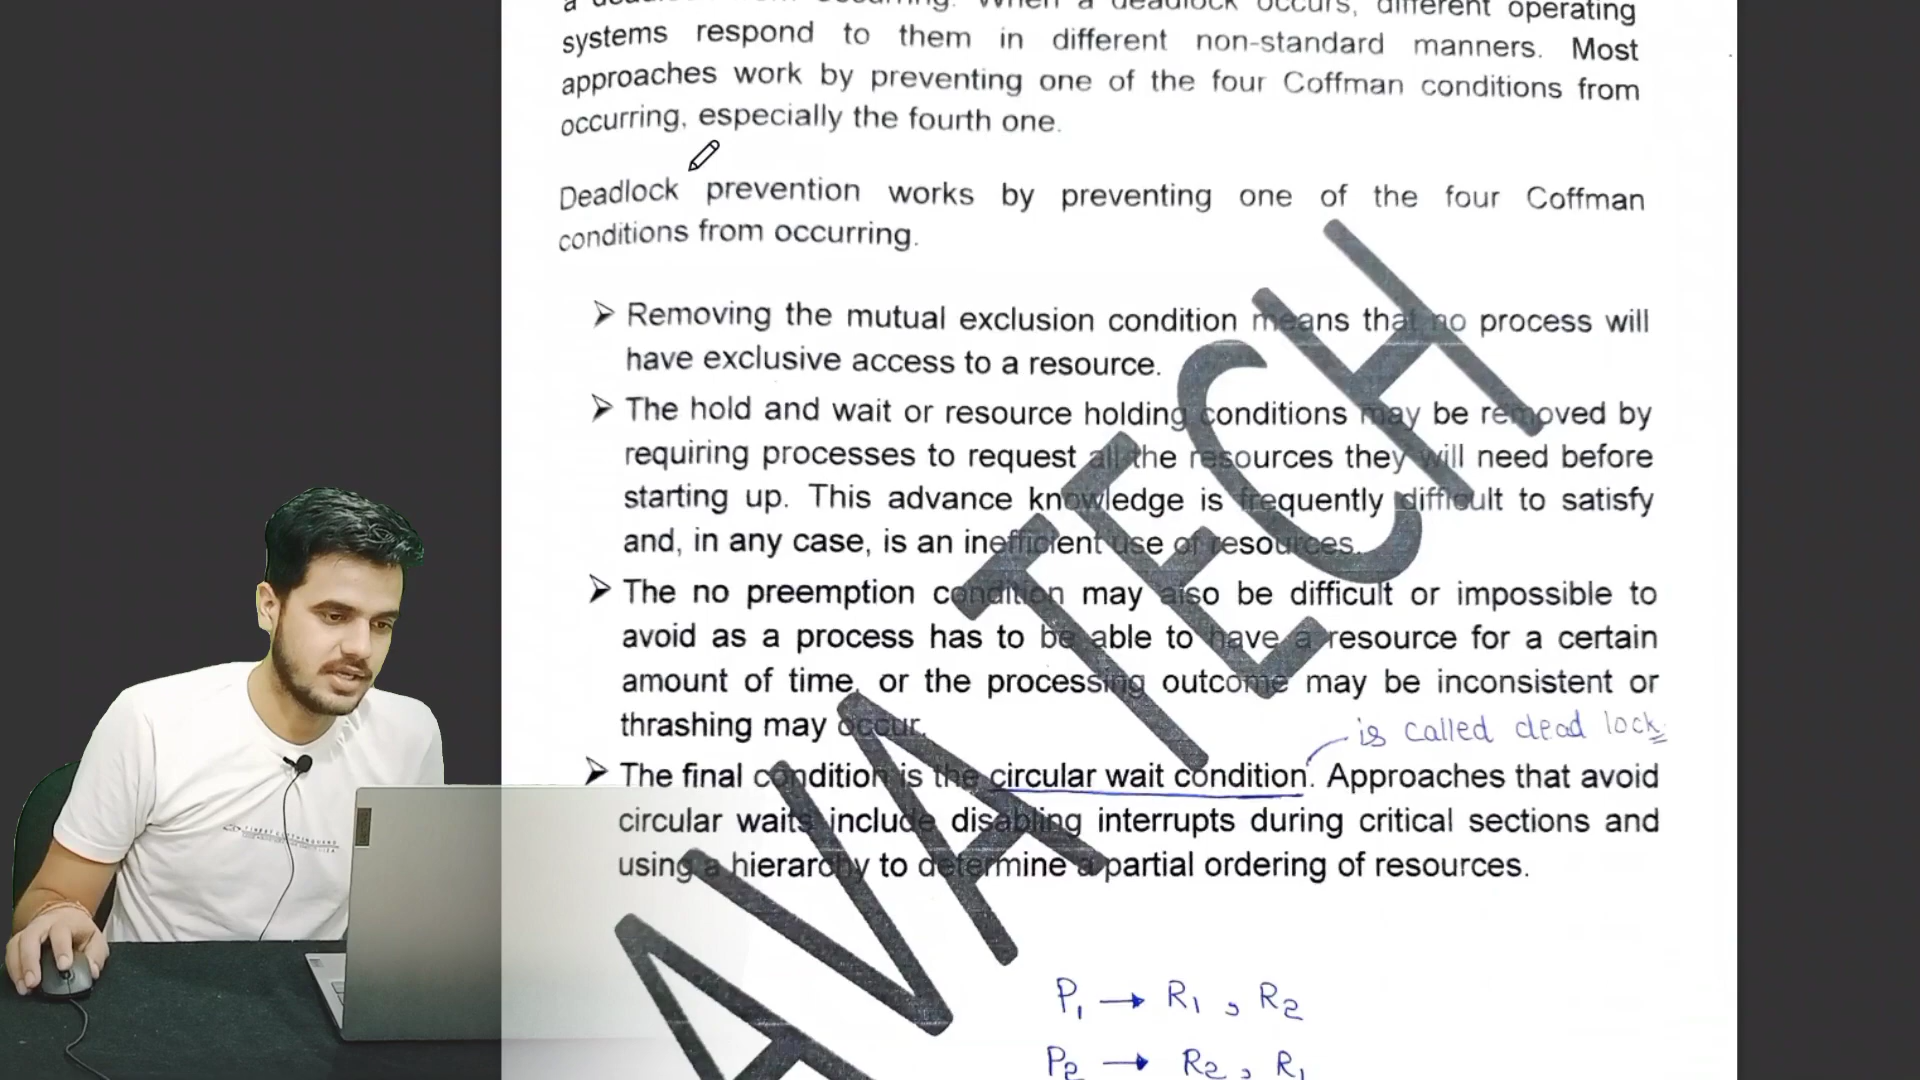 systems respond to them in different non-standard manners. Most
approaches work by preventing one of the four Coffman conditions from
occurring, especially the fourth one.
Deadlock prevention works by preventing one of the four Coffman
conditions from occurring.
➤ Removing the mutual exclusion condition means that no process will
have exclusive access to a resource.
➤ The hold and wait or resource holding conditions may be removed by
requiring processes to request all the resources they will need before
starting up. This advance knowledge is frequently difficult to satisfy
and, in any case, is an inefficient use of resources.
➤ The no preemption condition may also be difficult or impossible to
avoid as a process has to be able to have a resource for a certain
amount of time, or the processing outcome may be inconsistent or
thrashing may occur.
is called dead lock
➤ The final condition is the circular wait condition. Approaches that avoid
circular waits include disabling interrupts during critical sections and
using a hierarchy to determine a partial ordering of resources.
P1 → R1 , R2
P2 → R2 , R1
AVA TECH